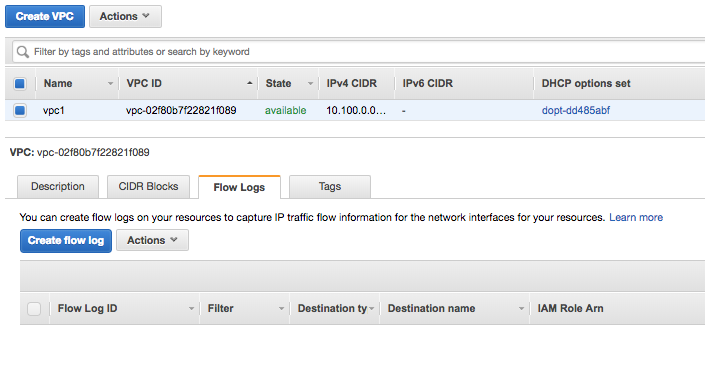 Create VPC Actions
Filter by tags and attributes or search by keyword
Name VPC ID State IPv4 CIDR IPv6 CIDR DHCP options set
vpc1 vpc-02f80b7f22821f089 available 10.100.0.0… - dopt-dd485abf
VPC: vpc-02f80b7f22821f089
Description CIDR Blocks Flow Logs Tags
You can create flow logs on your resources to capture IP traffic flow information for the network interfaces for your resources. Learn more
Create flow log Actions
Flow Log ID Filter Destination ty Destination name IAM Role Arn